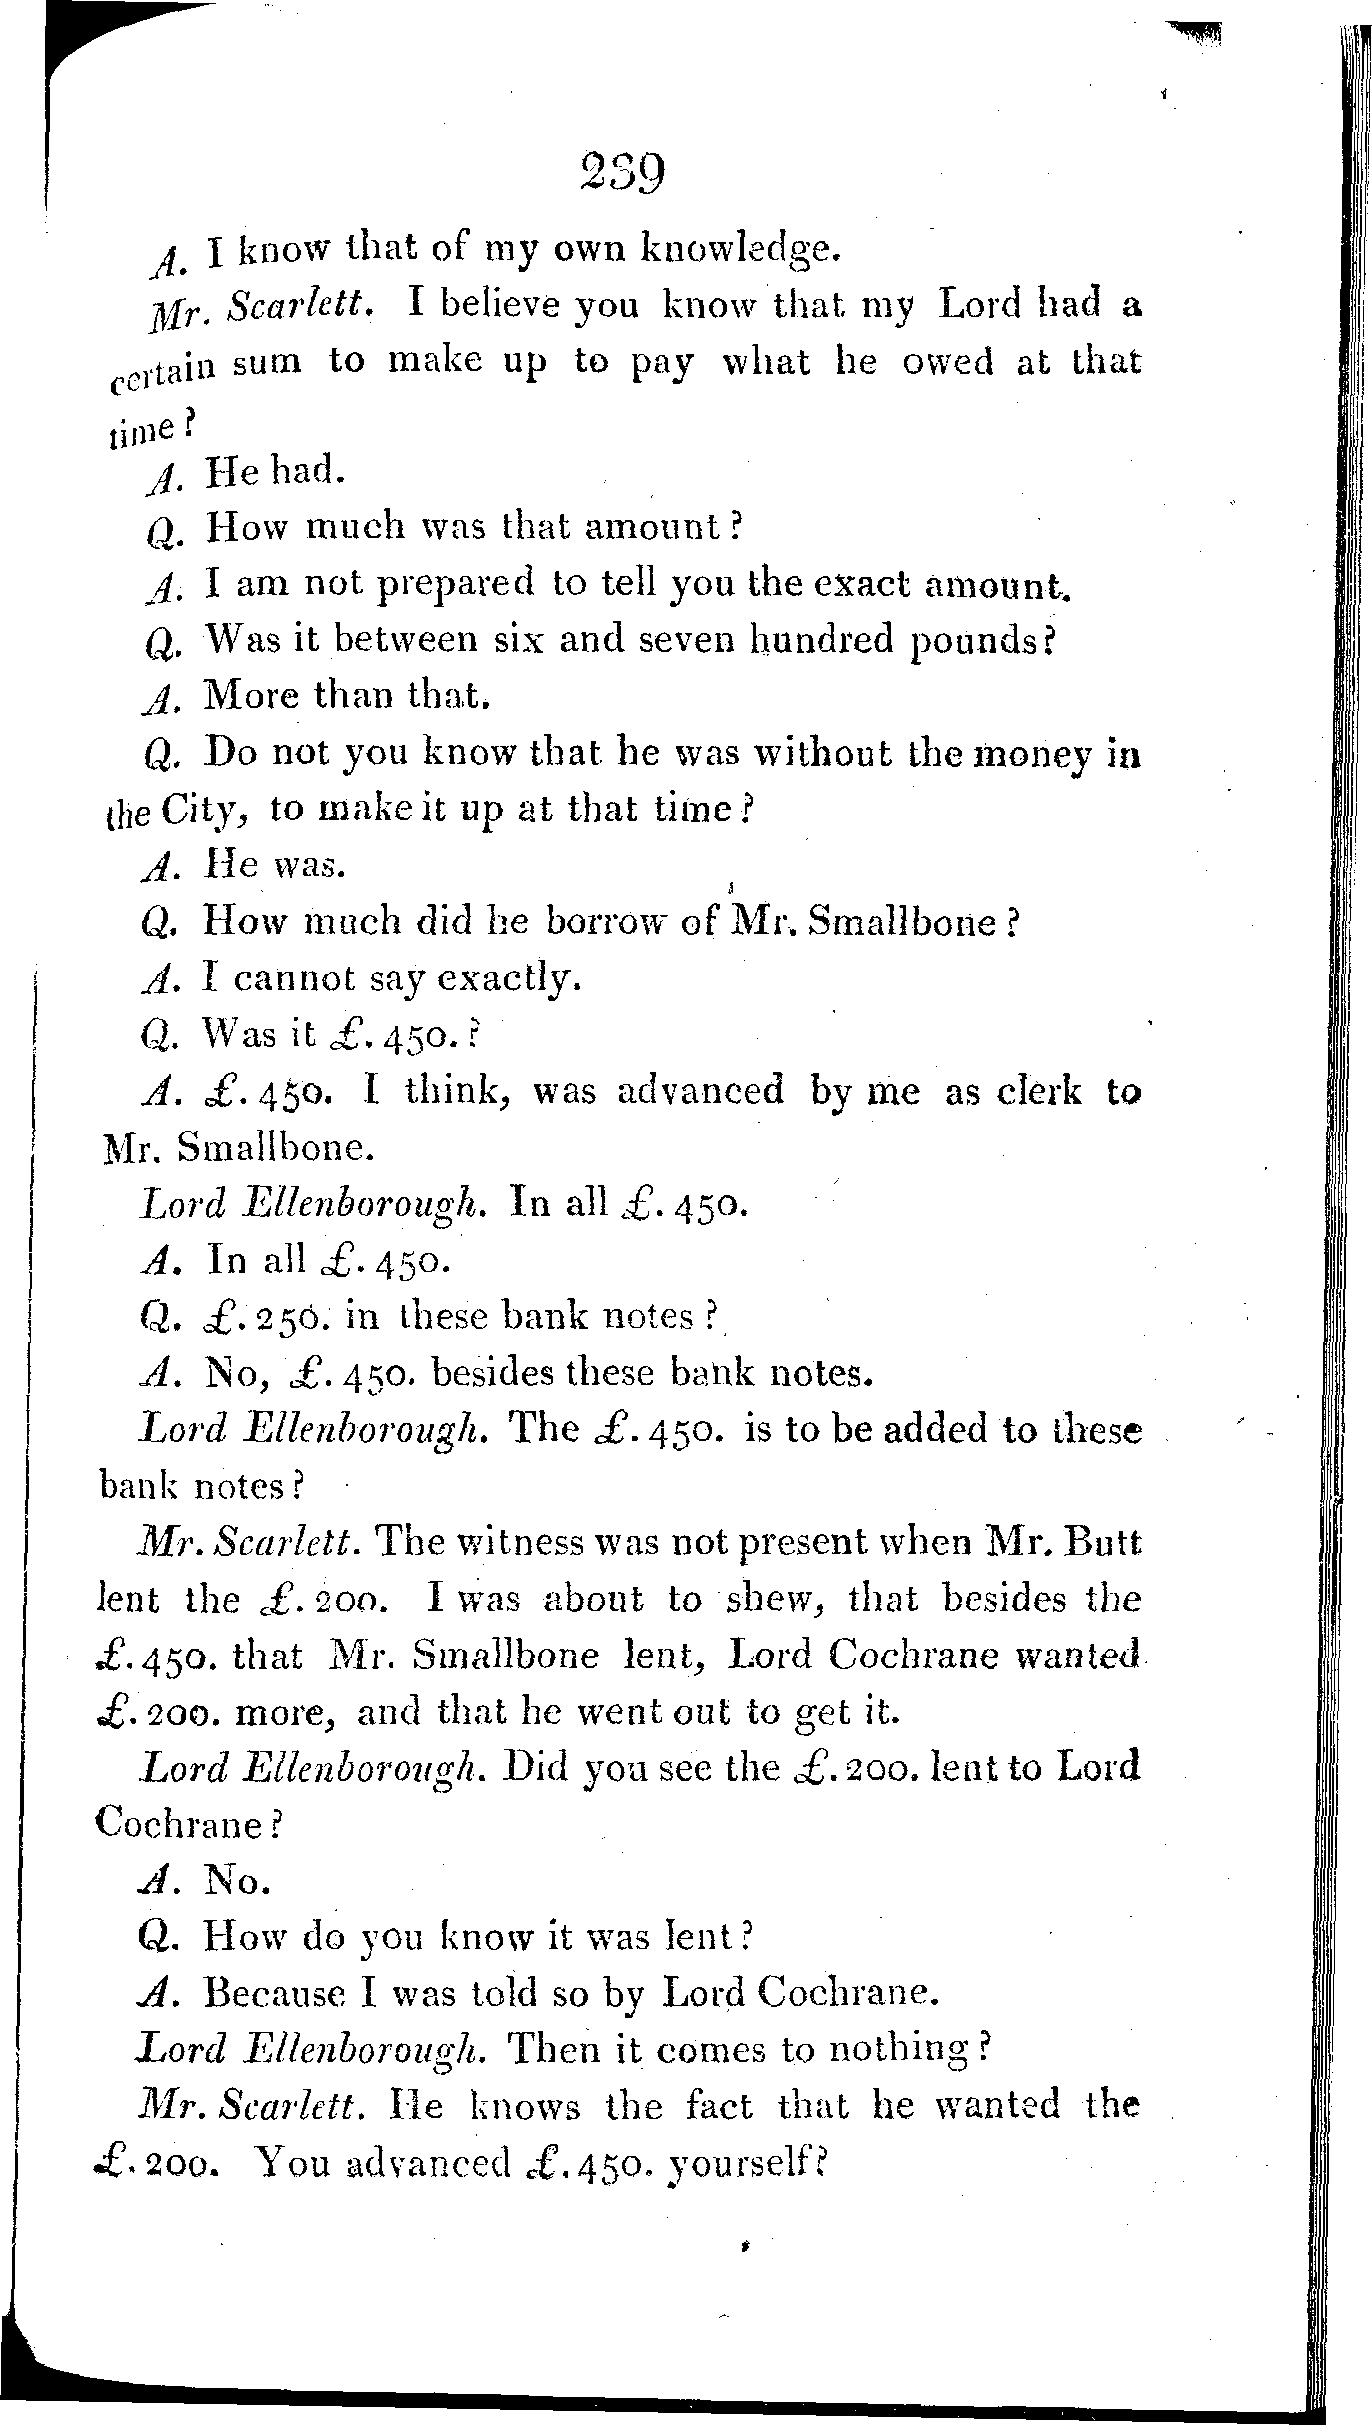 239
A. I know that of my own knowledge.
Mr. Scarlett. I believe you know that my Lord had a
certain sum to make up to pay what he owed at that
time?
A. He had.
Q. How much was that amount?
A. I am not prepared to tell you the exact amount.
Q. Was it between six and seven hundred pounds?
A. More than that.
Q. Do not you know that he was without the money in
the City, to make it up at that time?
A. He was.
Q. How much did he borrow of Mr. Smallbone?
A. I cannot say exactly.
Q. Was it £. 450.?
A. £. 450. I think, was advanced by me as clerk to
Mr. Smallbone.
Lord Ellenborough. In all £. 450.
A. In all £. 450.
Q. £. 250. in these bank notes?
A. No, £. 450. besides these bank notes.
Lord Ellenborough. The £. 450. is to be added to these
bank notes?
Mr. Scarlett. The witness was not present when Mr. Butt
lent the £. 200. I was about to shew, that besides the
£. 450. that Mr. Smallbone lent, Lord Cochrane wanted
£. 200. more, and that he went out to get it.
Lord Ellenborough. Did you see the £. 200. lent to Lord
Cochrane?
A. No.
Q. How do you know it was lent?
A. Because I was told so by Lord Cochrane.
Lord Ellenborough. Then it comes to nothing?
Mr. Scarlett. He knows the fact that he wanted the
£. 200. You advanced £. 450. yourself?